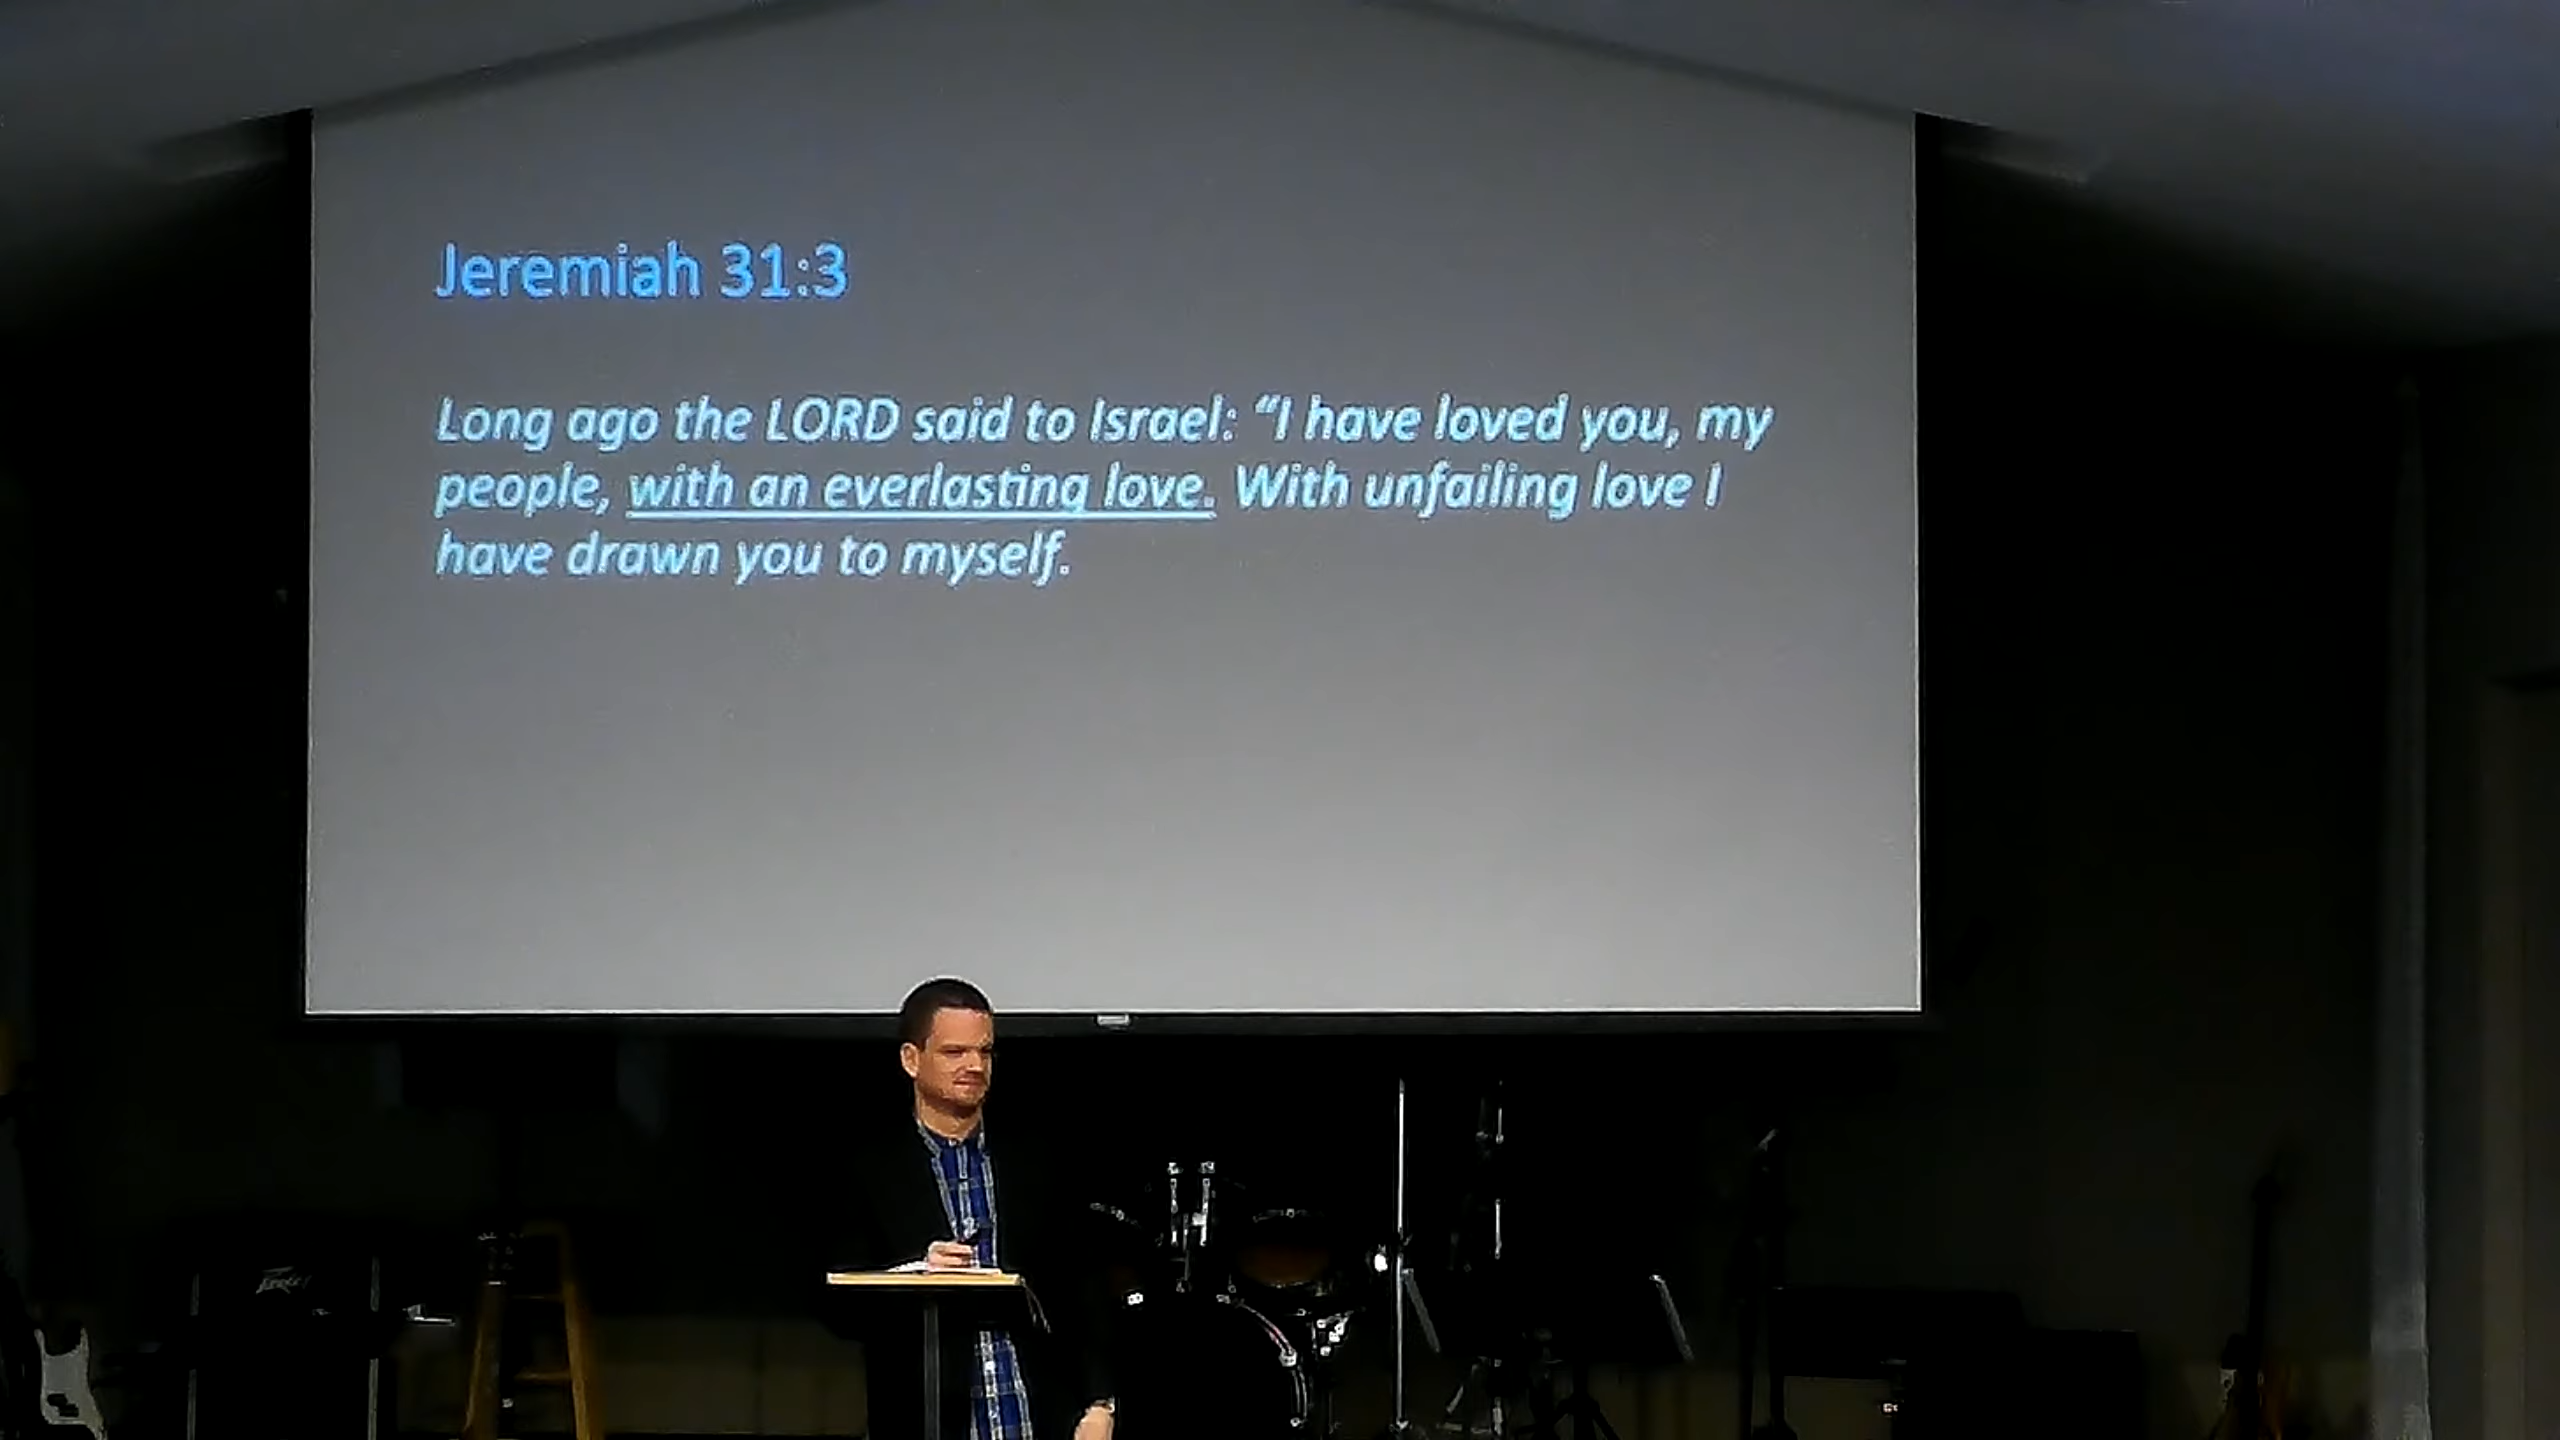 Jeremiah 31:3
Long ago the LORD said to Israel: “I have loved you, my
people, with an everlasting love. With unfailing love I
have drawn you to myself.